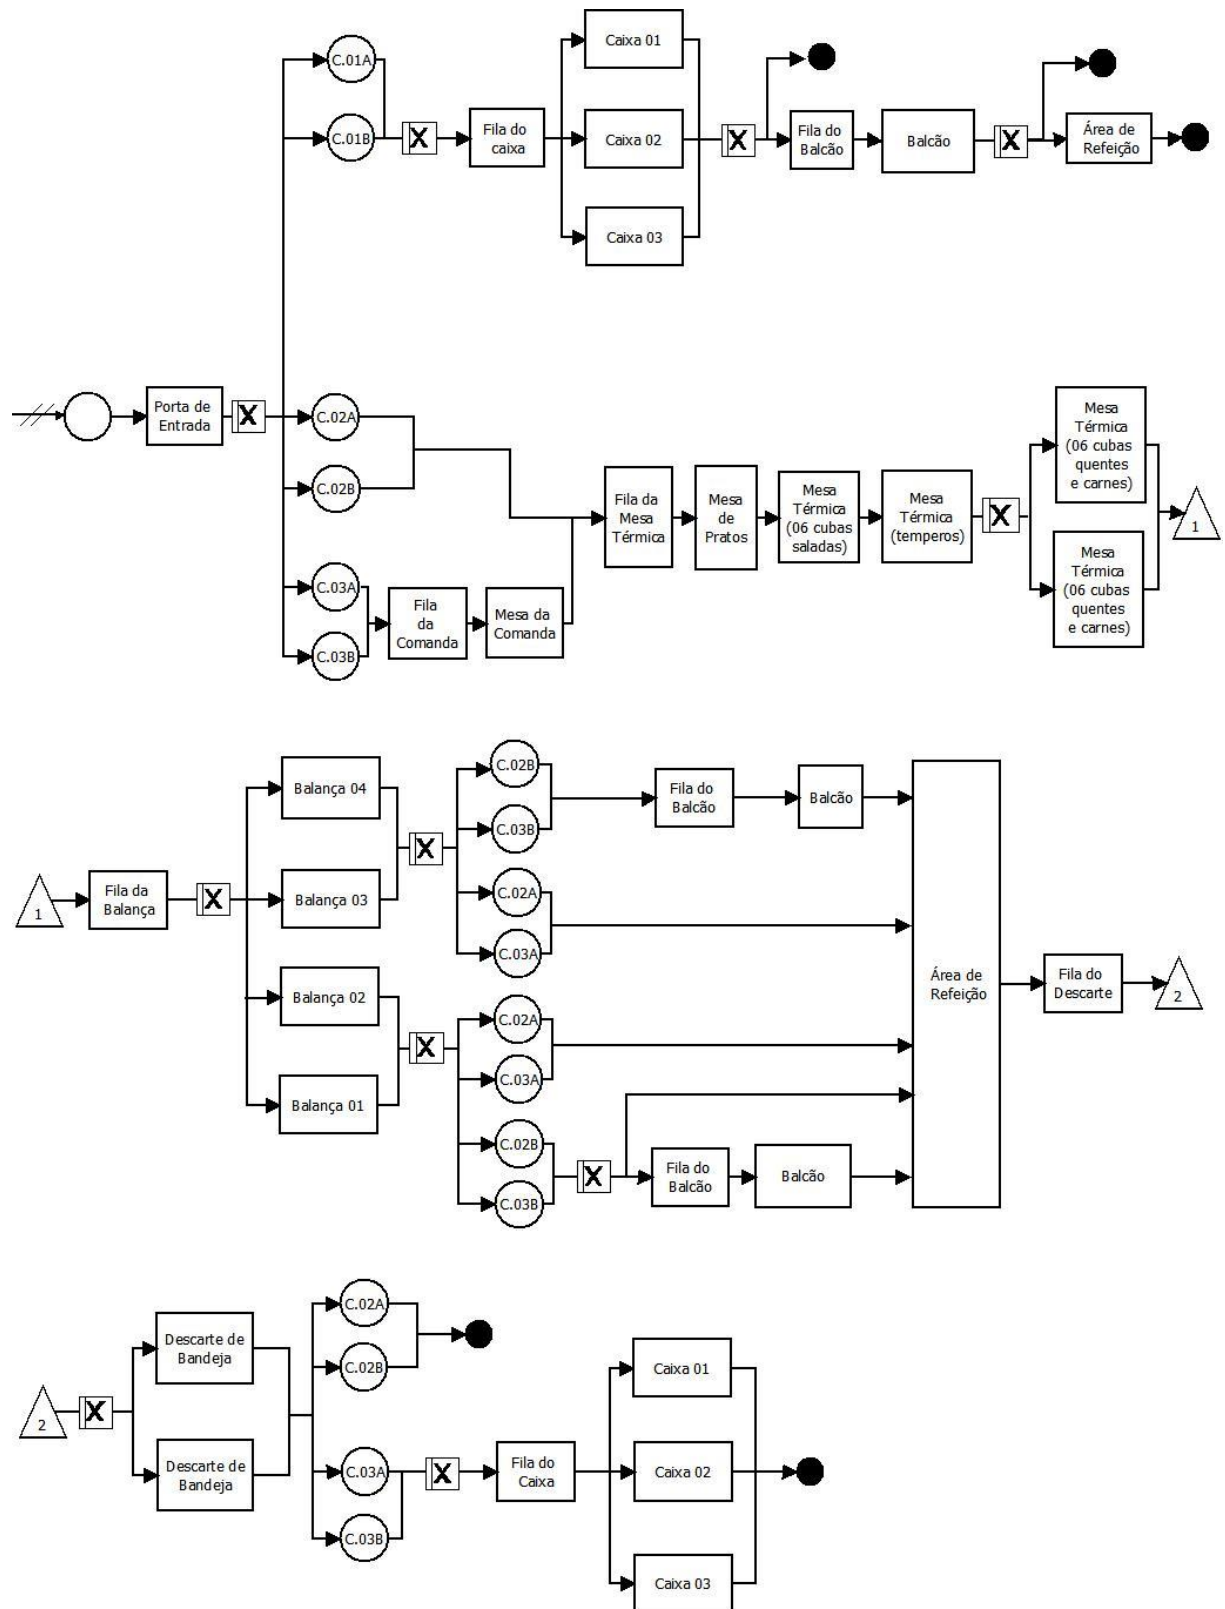 C.01A
C.01B
X
Fila do
caixa
Caixa 01
Caixa 02
Caixa 03
X
Fila do
Balcão
Balcão
X
Área de
Refeição
Porta de
Entrada
X
C.02A
C.02B
C.03A
C.03B
Fila
da
Comanda
Mesa da
Comanda
Fila da
Mesa
Térmica
Mesa
de
Pratos
Mesa
Térmica
(06 cubas
saladas)
Mesa
Térmica
(temperos)
X
Mesa
Térmica
(06 cubas
quentes
e carnes)
Mesa
Térmica
(06 cubas
quentes
e carnes)
1
1
Fila da
Balança
X
Balança 04
Balança 03
Balança 02
Balança 01
X
X
C.02B
C.03B
C.02A
C.03A
C.02A
C.03A
C.02B
C.03B
Fila do
Balcão
Balcão
X
Fila do
Balcão
Balcão
Área de
Refeição
Fila do
Descarte
2
2
X
Descarte de
Bandeja
Descarte de
Bandeja
C.02A
C.02B
C.03A
C.03B
X
Fila do
Caixa
Caixa 01
Caixa 02
Caixa 03